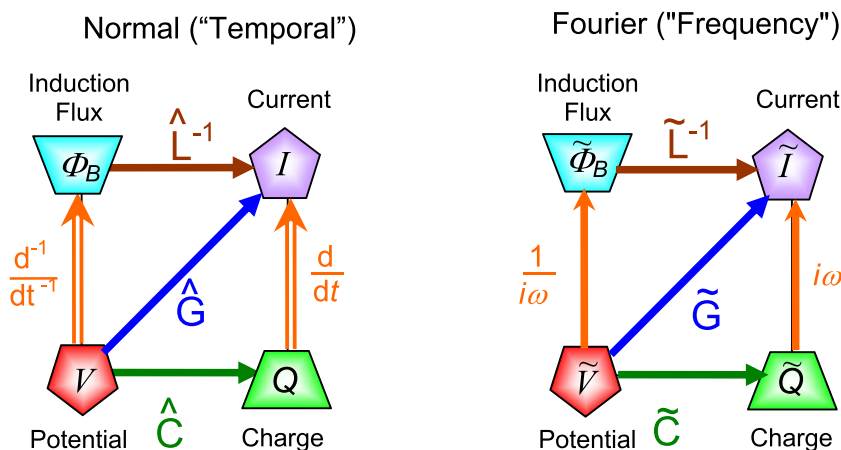 Normal (“Temporal”)
Induction
Flux
Current
L̂⁻¹
Φ_B
I
d⁻¹
dt⁻¹
d
dt
Ĝ
V
Q
Potential
Ĉ
Charge
Fourier ("Frequency")
Induction
Flux
Current
L̃⁻¹
Φ̃_B
Ĩ
1
iω
iω
G̃
Ṽ
Q̃
Potential
C̃
Charge